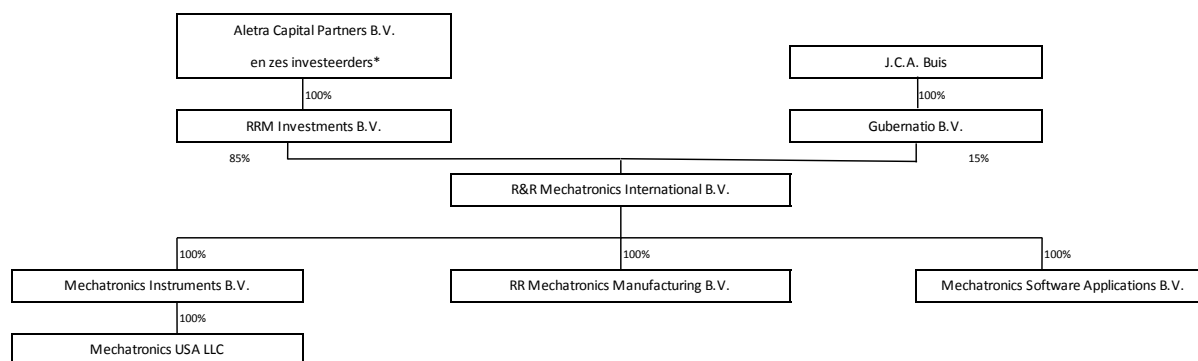 Aletra Capital Partners B.V.
en zes investeerders*
J.C.A. Buis
100%
100%
RRM Investments B.V.
Gubernatio B.V.
85%
15%
R&R Mechatronics International B.V.
100%
100%
100%
Mechatronics Instruments B.V.
RR Mechatronics Manufacturing B.V.
Mechatronics Software Applications B.V.
100%
Mechatronics USA LLC